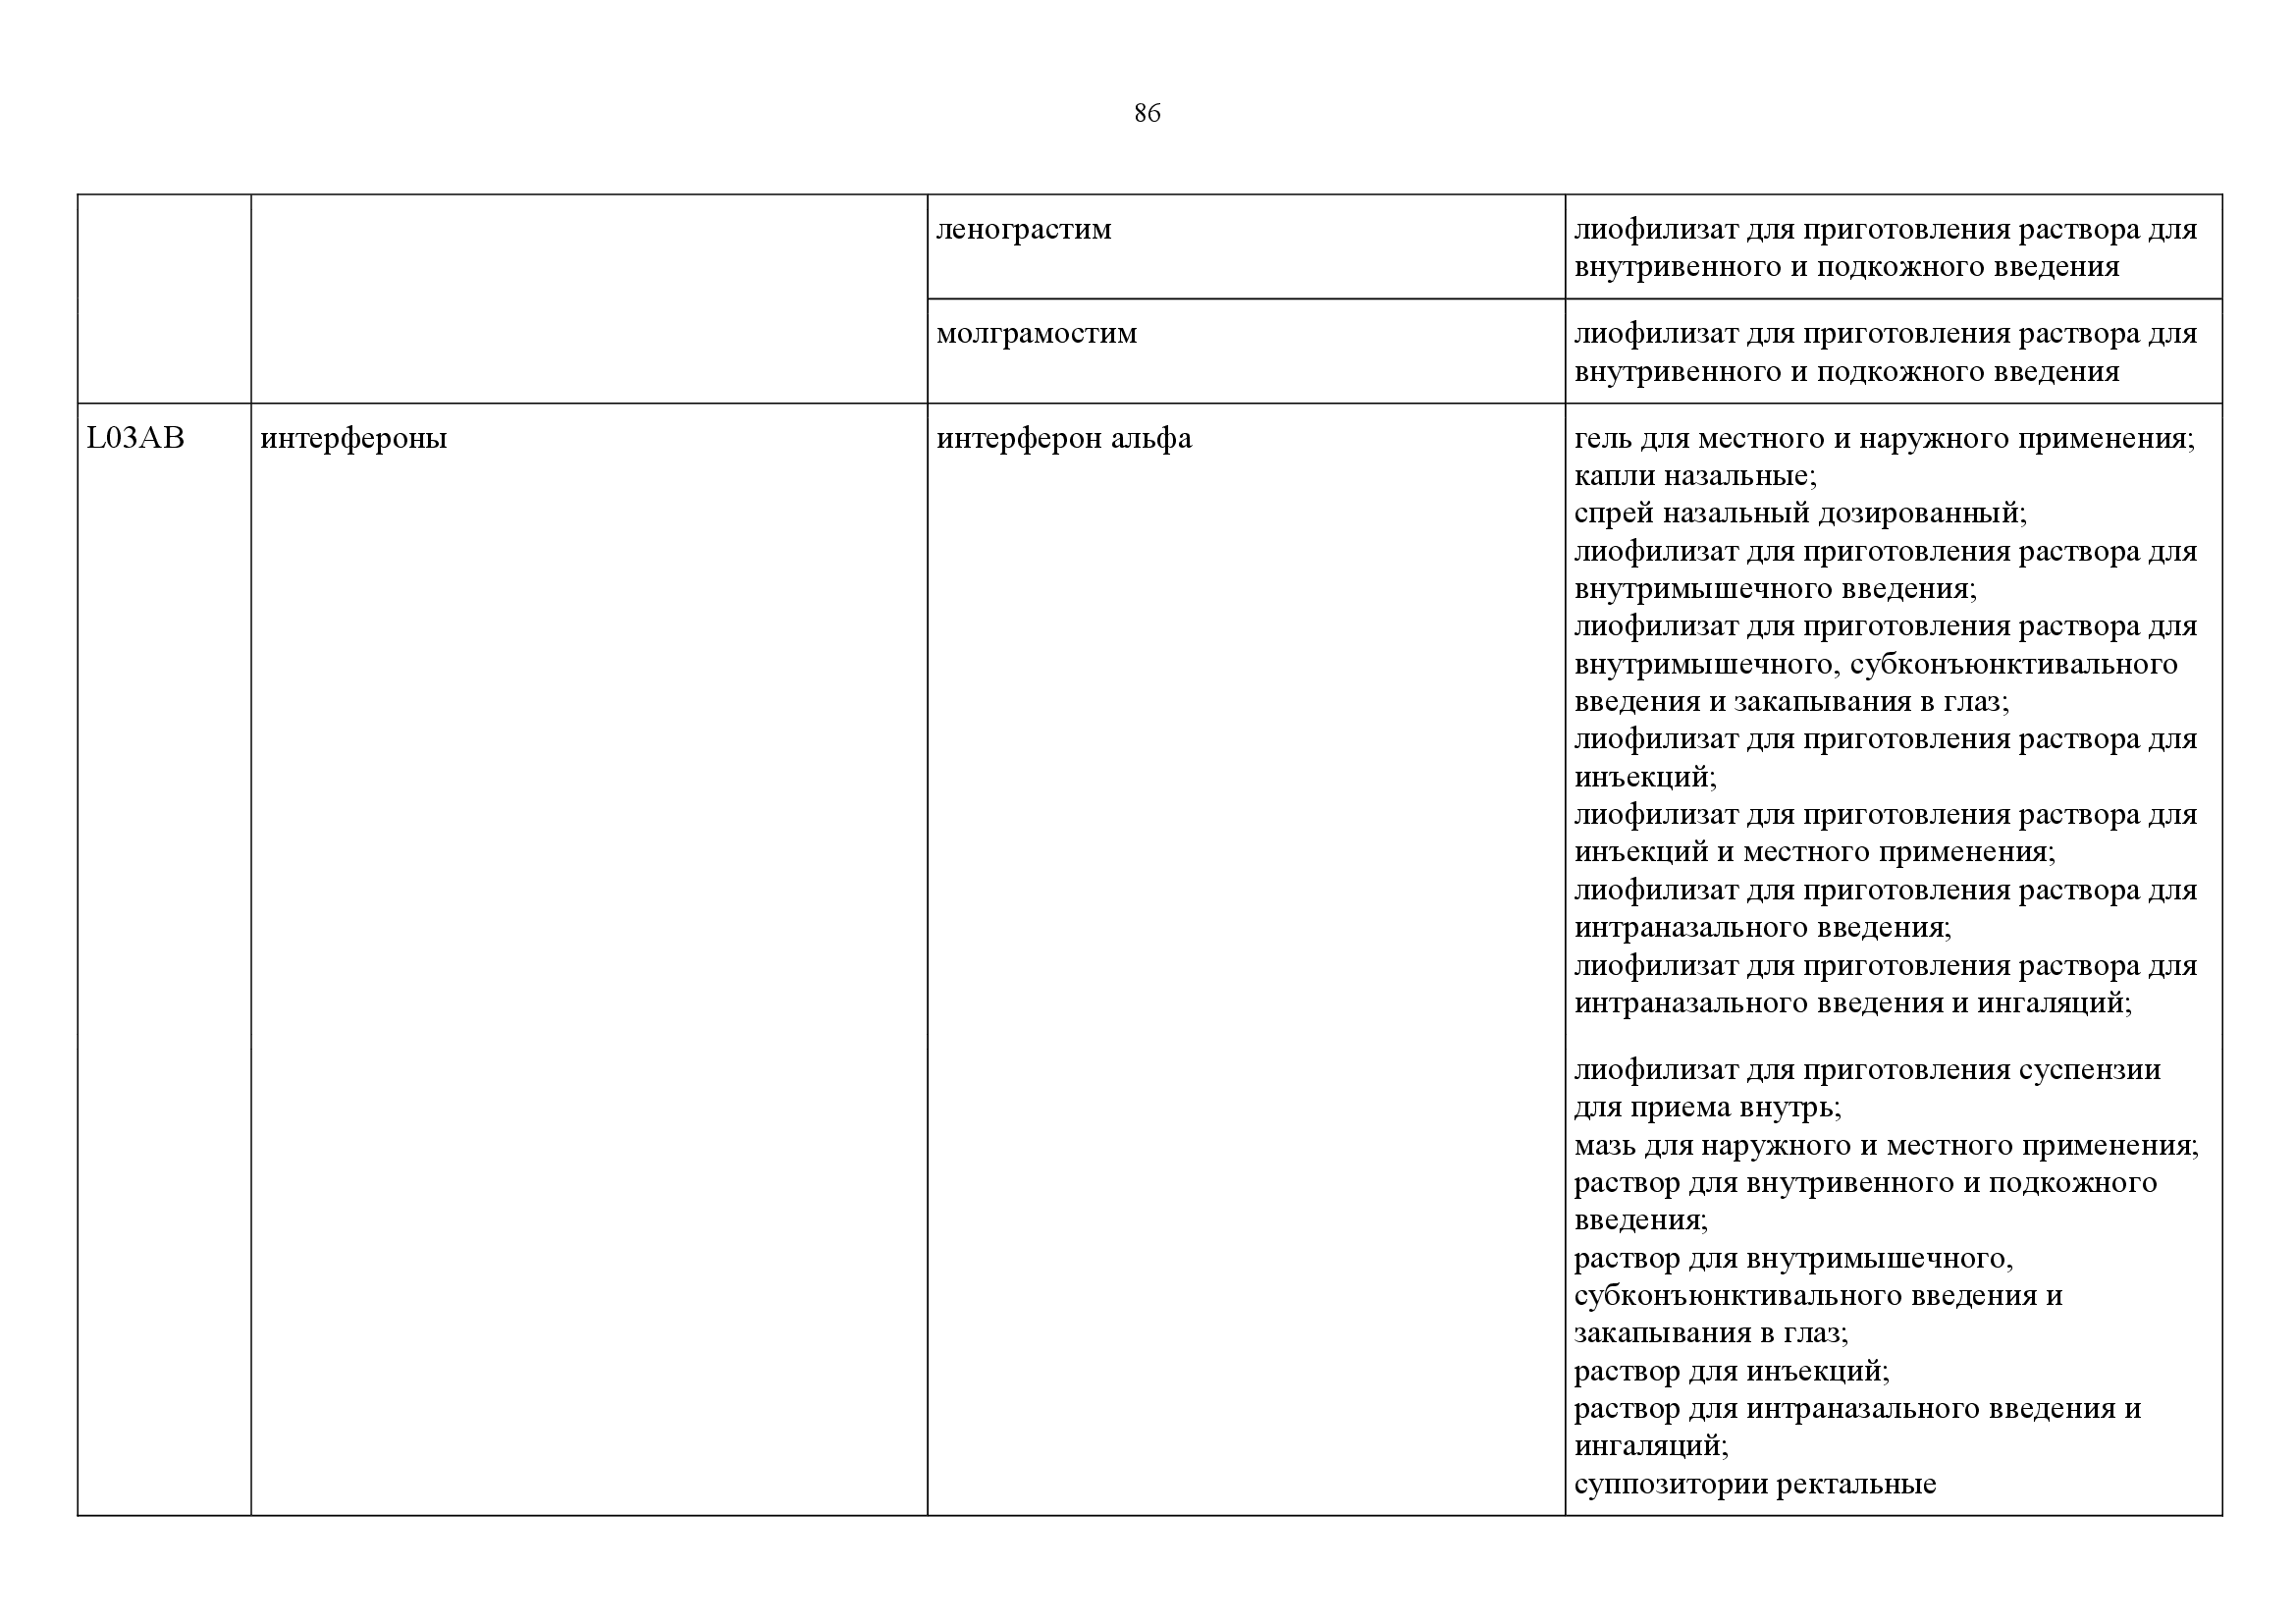 86
ленограстим
лиофилизат для приготовления раствора для
внутривенного и подкожного введения
молграмостим
лиофилизат для приготовления раствора для
внутривенного и подкожного введения
L03AB
интерфероны
интерферон альфа
гель для местного и наружного применения;
капли назальные;
спрей назальный дозированный;
лиофилизат для приготовления раствора для
внутримышечного введения;
лиофилизат для приготовления раствора для
внутримышечного, субконъюнктивального
введения и закапывания в глаз;
лиофилизат для приготовления раствора для
инъекций;
лиофилизат для приготовления раствора для
инъекций и местного применения;
лиофилизат для приготовления раствора для
интраназального введения;
лиофилизат для приготовления раствора для
интраназального введения и ингаляций;
лиофилизат для приготовления суспензии
для приема внутрь;
мазь для наружного и местного применения;
раствор для внутривенного и подкожного
введения;
раствор для внутримышечного,
субконъюнктивального введения и
закапывания в глаз;
раствор для инъекций;
раствор для интраназального введения и
ингаляций;
суппозитории ректальные